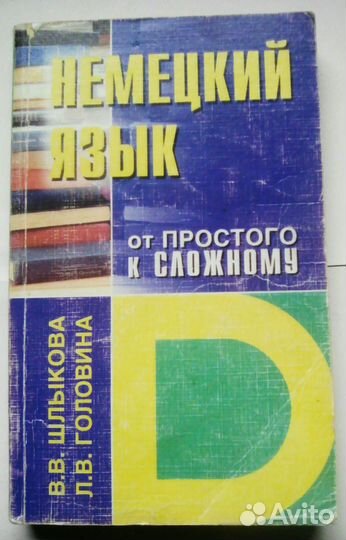 НЕМЕЦКИЙ
ЯЗЫК
от ПРОСТОГО
к СЛОЖНОМУ
В.В. ШЛЫКОВА
Л.В. ГОЛОВИНА
D
Avito